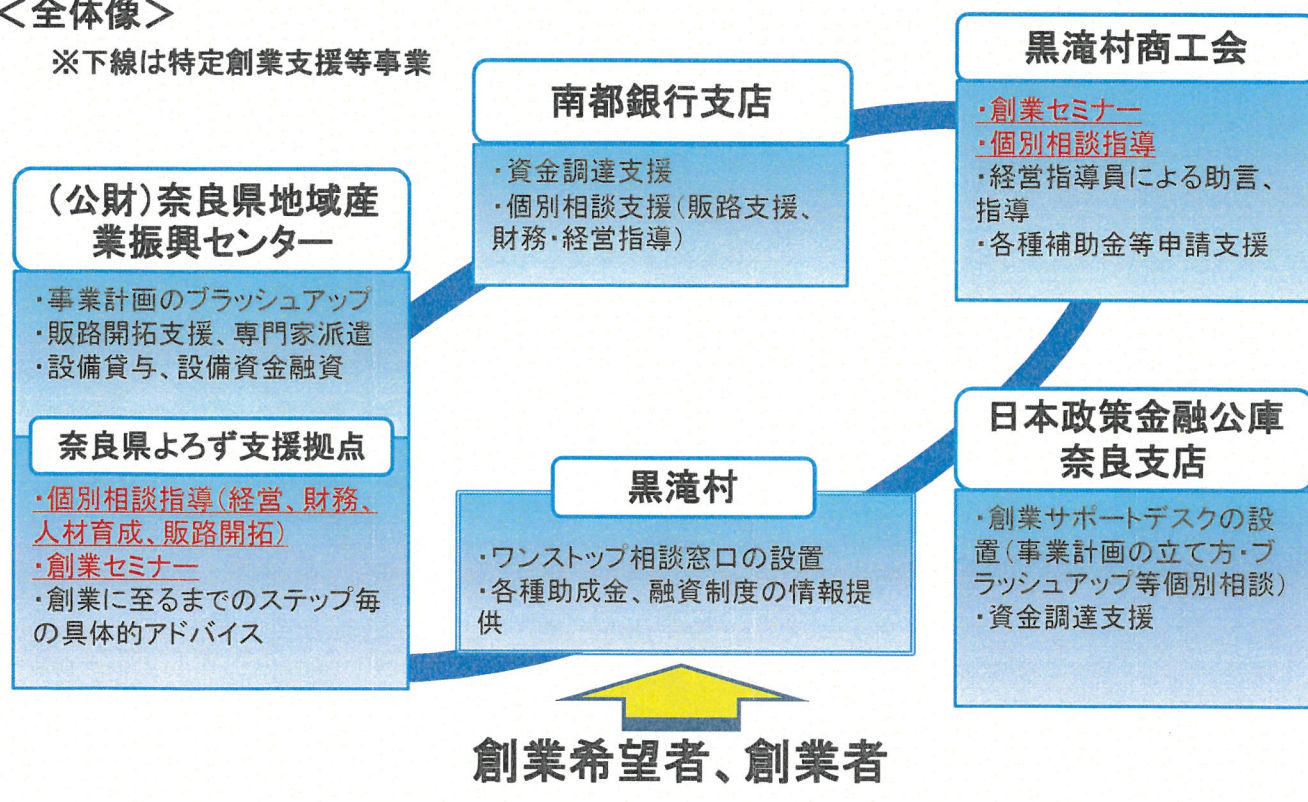 ＜全体像＞
※下線は特定創業支援等事業
南都銀行支店
・資金調達支援
・個別相談支援(販路支援、
財務・経営指導)
黒滝村商工会
・創業セミナー
・個別相談指導
・経営指導員による助言、
指導
・各種補助金等申請支援
(公財)奈良県地域産
業振興センター
・事業計画のブラッシュアップ
・販路開拓支援、専門家派遣
・設備貸与、設備資金融資
奈良県よろず支援拠点
・個別相談指導(経営、財務、
人材育成、販路開拓)
・創業セミナー
・創業に至るまでのステップ毎
の具体的アドバイス
黒滝村
・ワンストップ相談窓口の設置
・各種助成金、融資制度の情報提
供
日本政策金融公庫
奈良支店
・創業サポートデスクの設
置(事業計画の立て方・ブ
ラッシュアップ等個別相談)
・資金調達支援
創業希望者、創業者